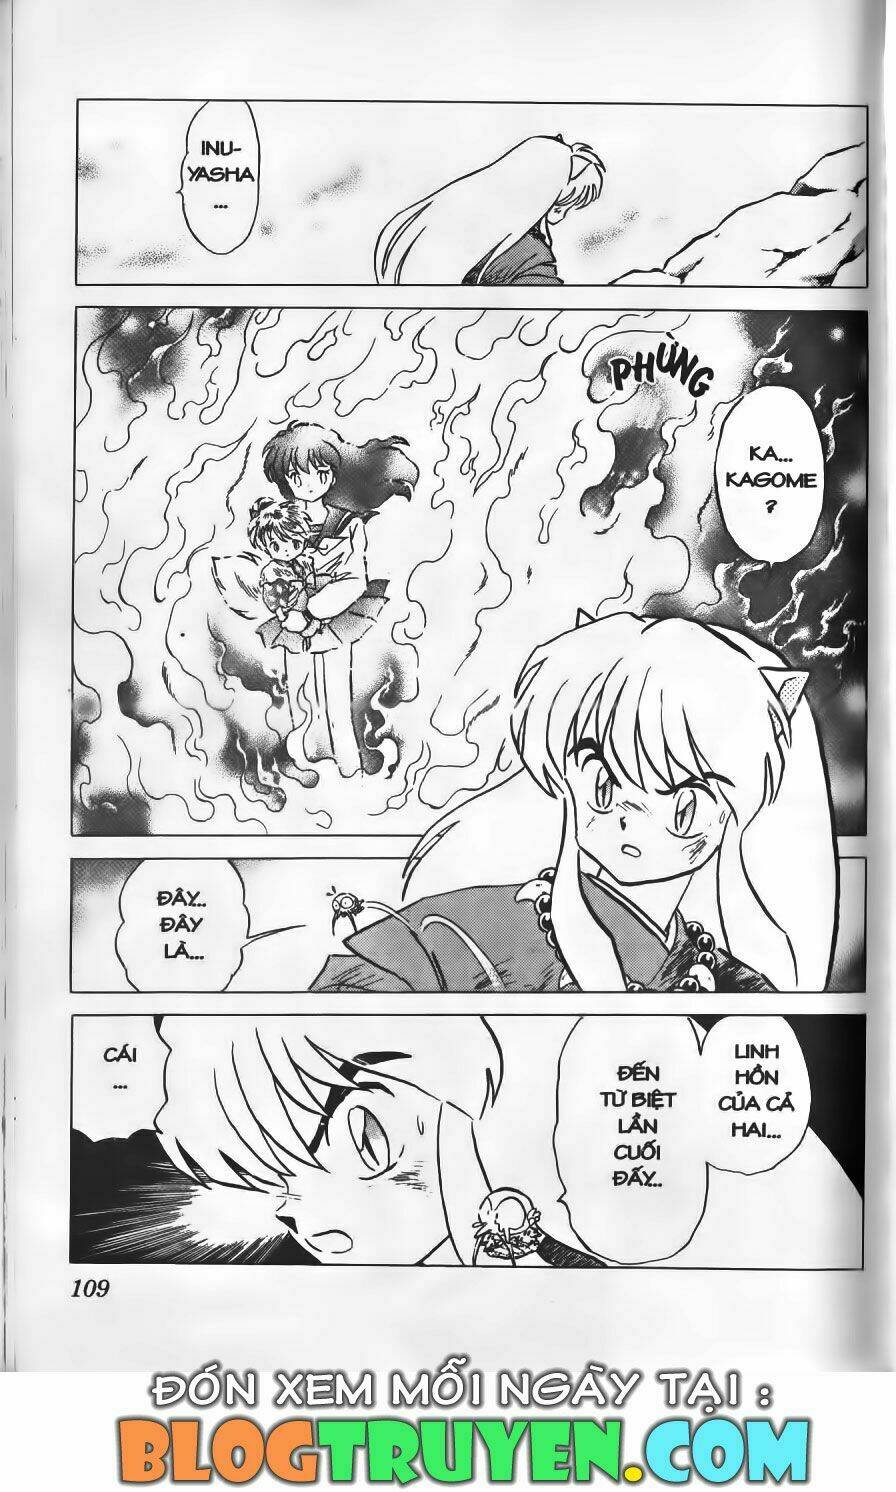 INU-
YASHA
...
PHỪNG
KA...
KAGOME
?
ĐÂY...
ĐÂY
LÀ...
LINH
HỒN
CỦA CẢ
HAI...
ĐẾN
TỪ BIỆT
LẦN
CUỐI
ĐẤY...
CÁI
...
109
ĐÓN XEM MỖI NGÀY TẠI :
BLOGTRUYEN.COM